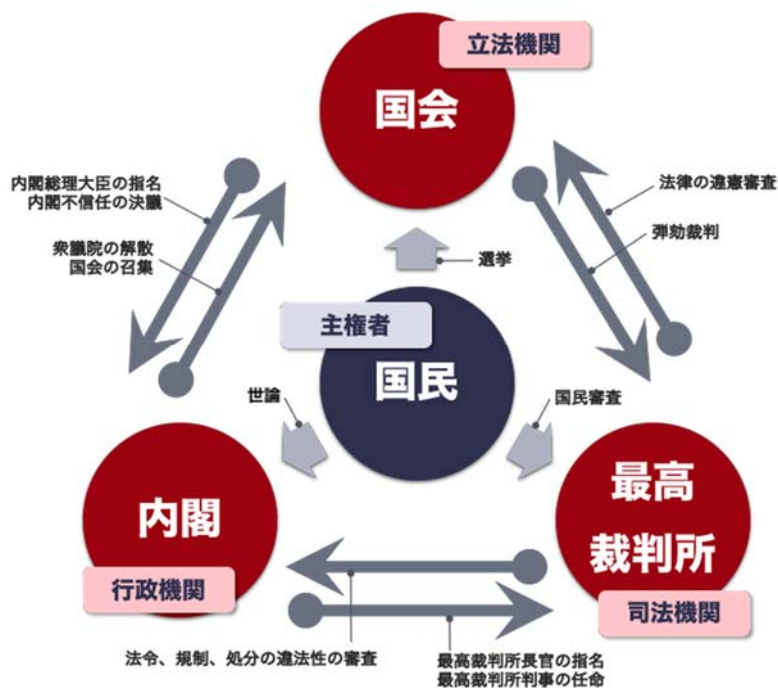 立法機関
国会
内閣総理大臣の指名
内閣不信任の決議
法律の違憲審査
弾劾裁判
衆議院の解散
国会の召集
選挙
主権者
国民
世論
国民審査
内閣
行政機関
最高
裁判所
司法機関
法令、規制、処分の違法性の審査
最高裁判所長官の指名
最高裁判所判事の任命